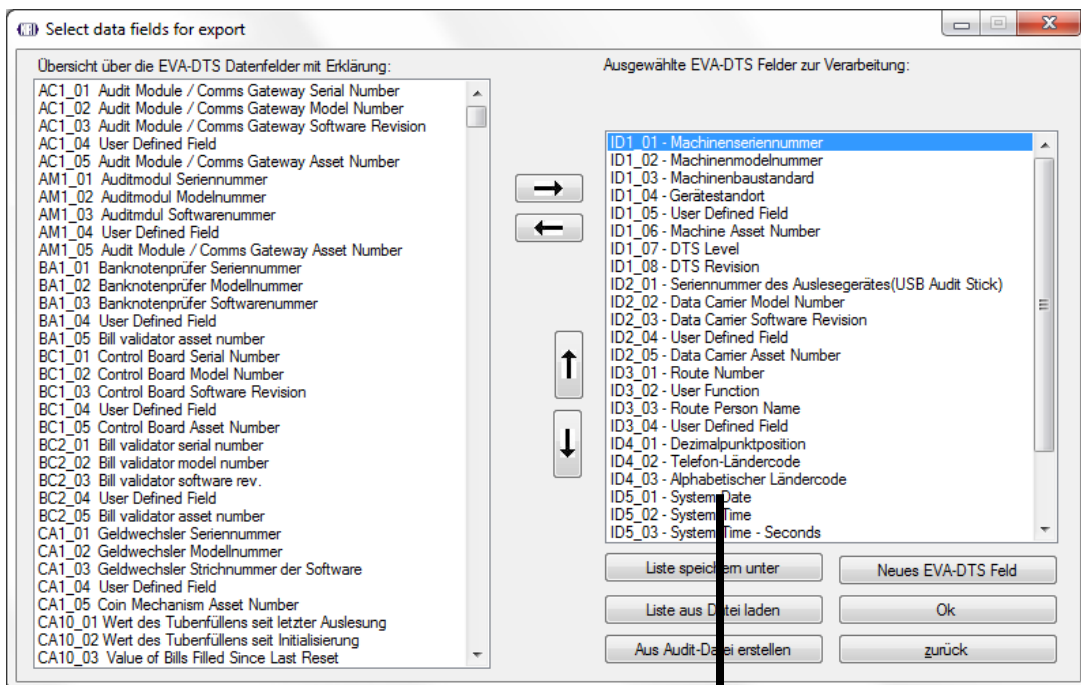 Select data fields for export
Übersicht über die EVA-DTS Datenfelder mit Erklärung:
AC1_01 Audit Module / Comms Gateway Serial Number
AC1_02 Audit Module / Comms Gateway Model Number
AC1_03 Audit Module / Comms Gateway Software Revision
AC1_04 User Defined Field
AC1_05 Audit Module / Comms Gateway Asset Number
AM1_01 Auditmodul Seriennummer
AM1_02 Auditmodul Modelnummer
AM1_03 Auditmdul Softwarenummer
AM1_04 User Defined Field
AM1_05 Audit Module / Comms Gateway Asset Number
BA1_01 Banknotenprüfer Seriennummer
BA1_02 Banknotenprüfer Modellnummer
BA1_03 Banknotenprüfer Softwarenummer
BA1_04 User Defined Field
BA1_05 Bill validator asset number
BC1_01 Control Board Serial Number
BC1_02 Control Board Model Number
BC1_03 Control Board Software Revision
BC1_04 User Defined Field
BC1_05 Control Board Asset Number
BC2_01 Bill validator serial number
BC2_02 Bill validator model number
BC2_03 Bill validator software rev.
BC2_04 User Defined Field
BC2_05 Bill validator asset number
CA1_01 Geldwechsler Seriennummer
CA1_02 Geldwechsler Modellnummer
CA1_03 Geldwechsler Strichnummer der Software
CA1_04 User Defined Field
CA1_05 Coin Mechanism Asset Number
CA10_01 Wert des Tubenfüllens seit letzter Auslesung
CA10_02 Wert des Tubenfüllens seit Initialisierung
CA10_03 Value of Bills Filled Since Last Reset
Ausgewählte EVA-DTS Felder zur Verarbeitung:
ID1_01 - Machinenseriennummer
ID1_02 - Machinenmodelnummer
ID1_03 - Machinenbaustandard
ID1_04 - Gerätestandort
ID1_05 - User Defined Field
ID1_06 - Machine Asset Number
ID1_07 - DTS Level
ID1_08 - DTS Revision
ID2_01 - Seriennummer des Auslesegerätes(USB Audit Stick)
ID2_02 - Data Carrier Model Number
ID2_03 - Data Carrier Software Revision
ID2_04 - User Defined Field
ID2_05 - Data Carrier Asset Number
ID3_01 - Route Number
ID3_02 - User Function
ID3_03 - Route Person Name
ID3_04 - User Defined Field
ID4_01 - Dezimalpunktposition
ID4_02 - Telefon-Ländercode
ID4_03 - Alphabetischer Ländercode
ID5_01 - System Date
ID5_02 - System Time
ID5_03 - System Time - Seconds
Liste speichern unter
Neues EVA-DTS Feld
Liste aus Datei laden
Ok
Aus Audit-Datei erstellen
zurück